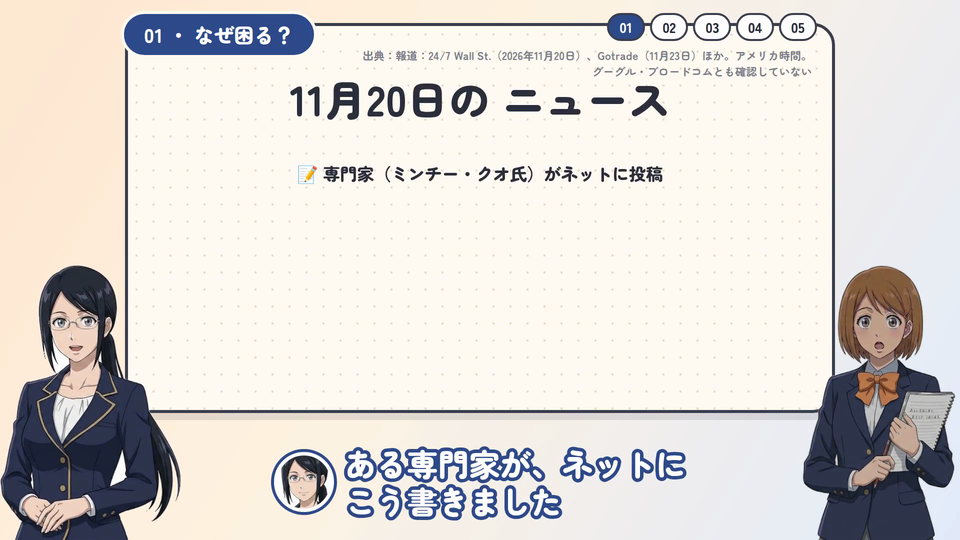 01・なぜ困る？
01 02 03 04 05
出典：報道：24/7 Wall St.（2026年11月20日）、Gotrade（11月23日）ほか。アメリカ時間。
グーグル・ブロードコムとも確認していない
11月20日の ニュース
📝 専門家（ミンチー・クオ氏）がネットに投稿
ある専門家が、ネットに
こう書きました